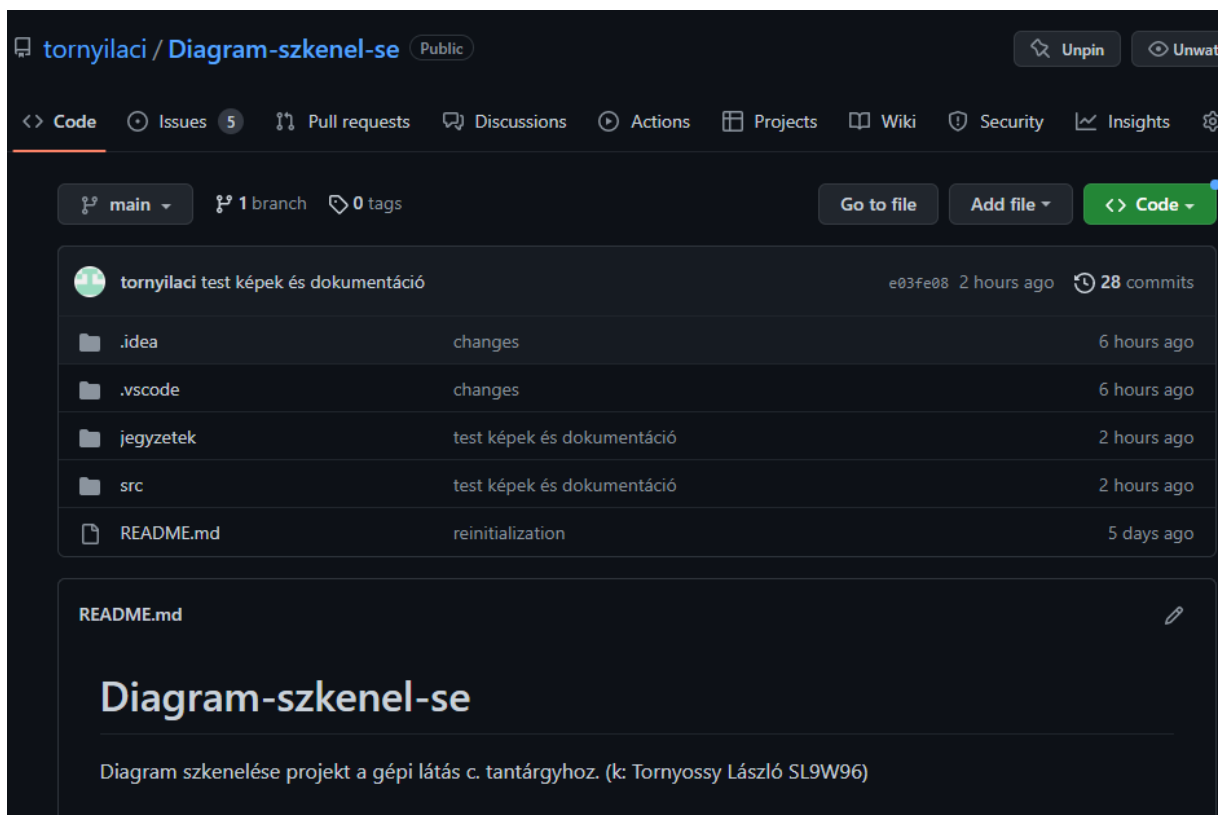 tornyilaci / Diagram-szkenel-se Public Unpin Unwat
Code Issues 5 Pull requests Discussions Actions Projects Wiki Security Insights
main 1 branch 0 tags Go to file Add file Code
tornyilaci test képek és dokumentáció e03fe08 2 hours ago 28 commits
.idea changes 6 hours ago
.vscode changes 6 hours ago
jegyzetek test képek és dokumentáció 2 hours ago
src test képek és dokumentáció 2 hours ago
README.md reinitialization 5 days ago
README.md
Diagram-szkenel-se
Diagram szkenelése projekt a gépi látás c. tantárgyhoz. (k: Tornyossy László SL9W96)